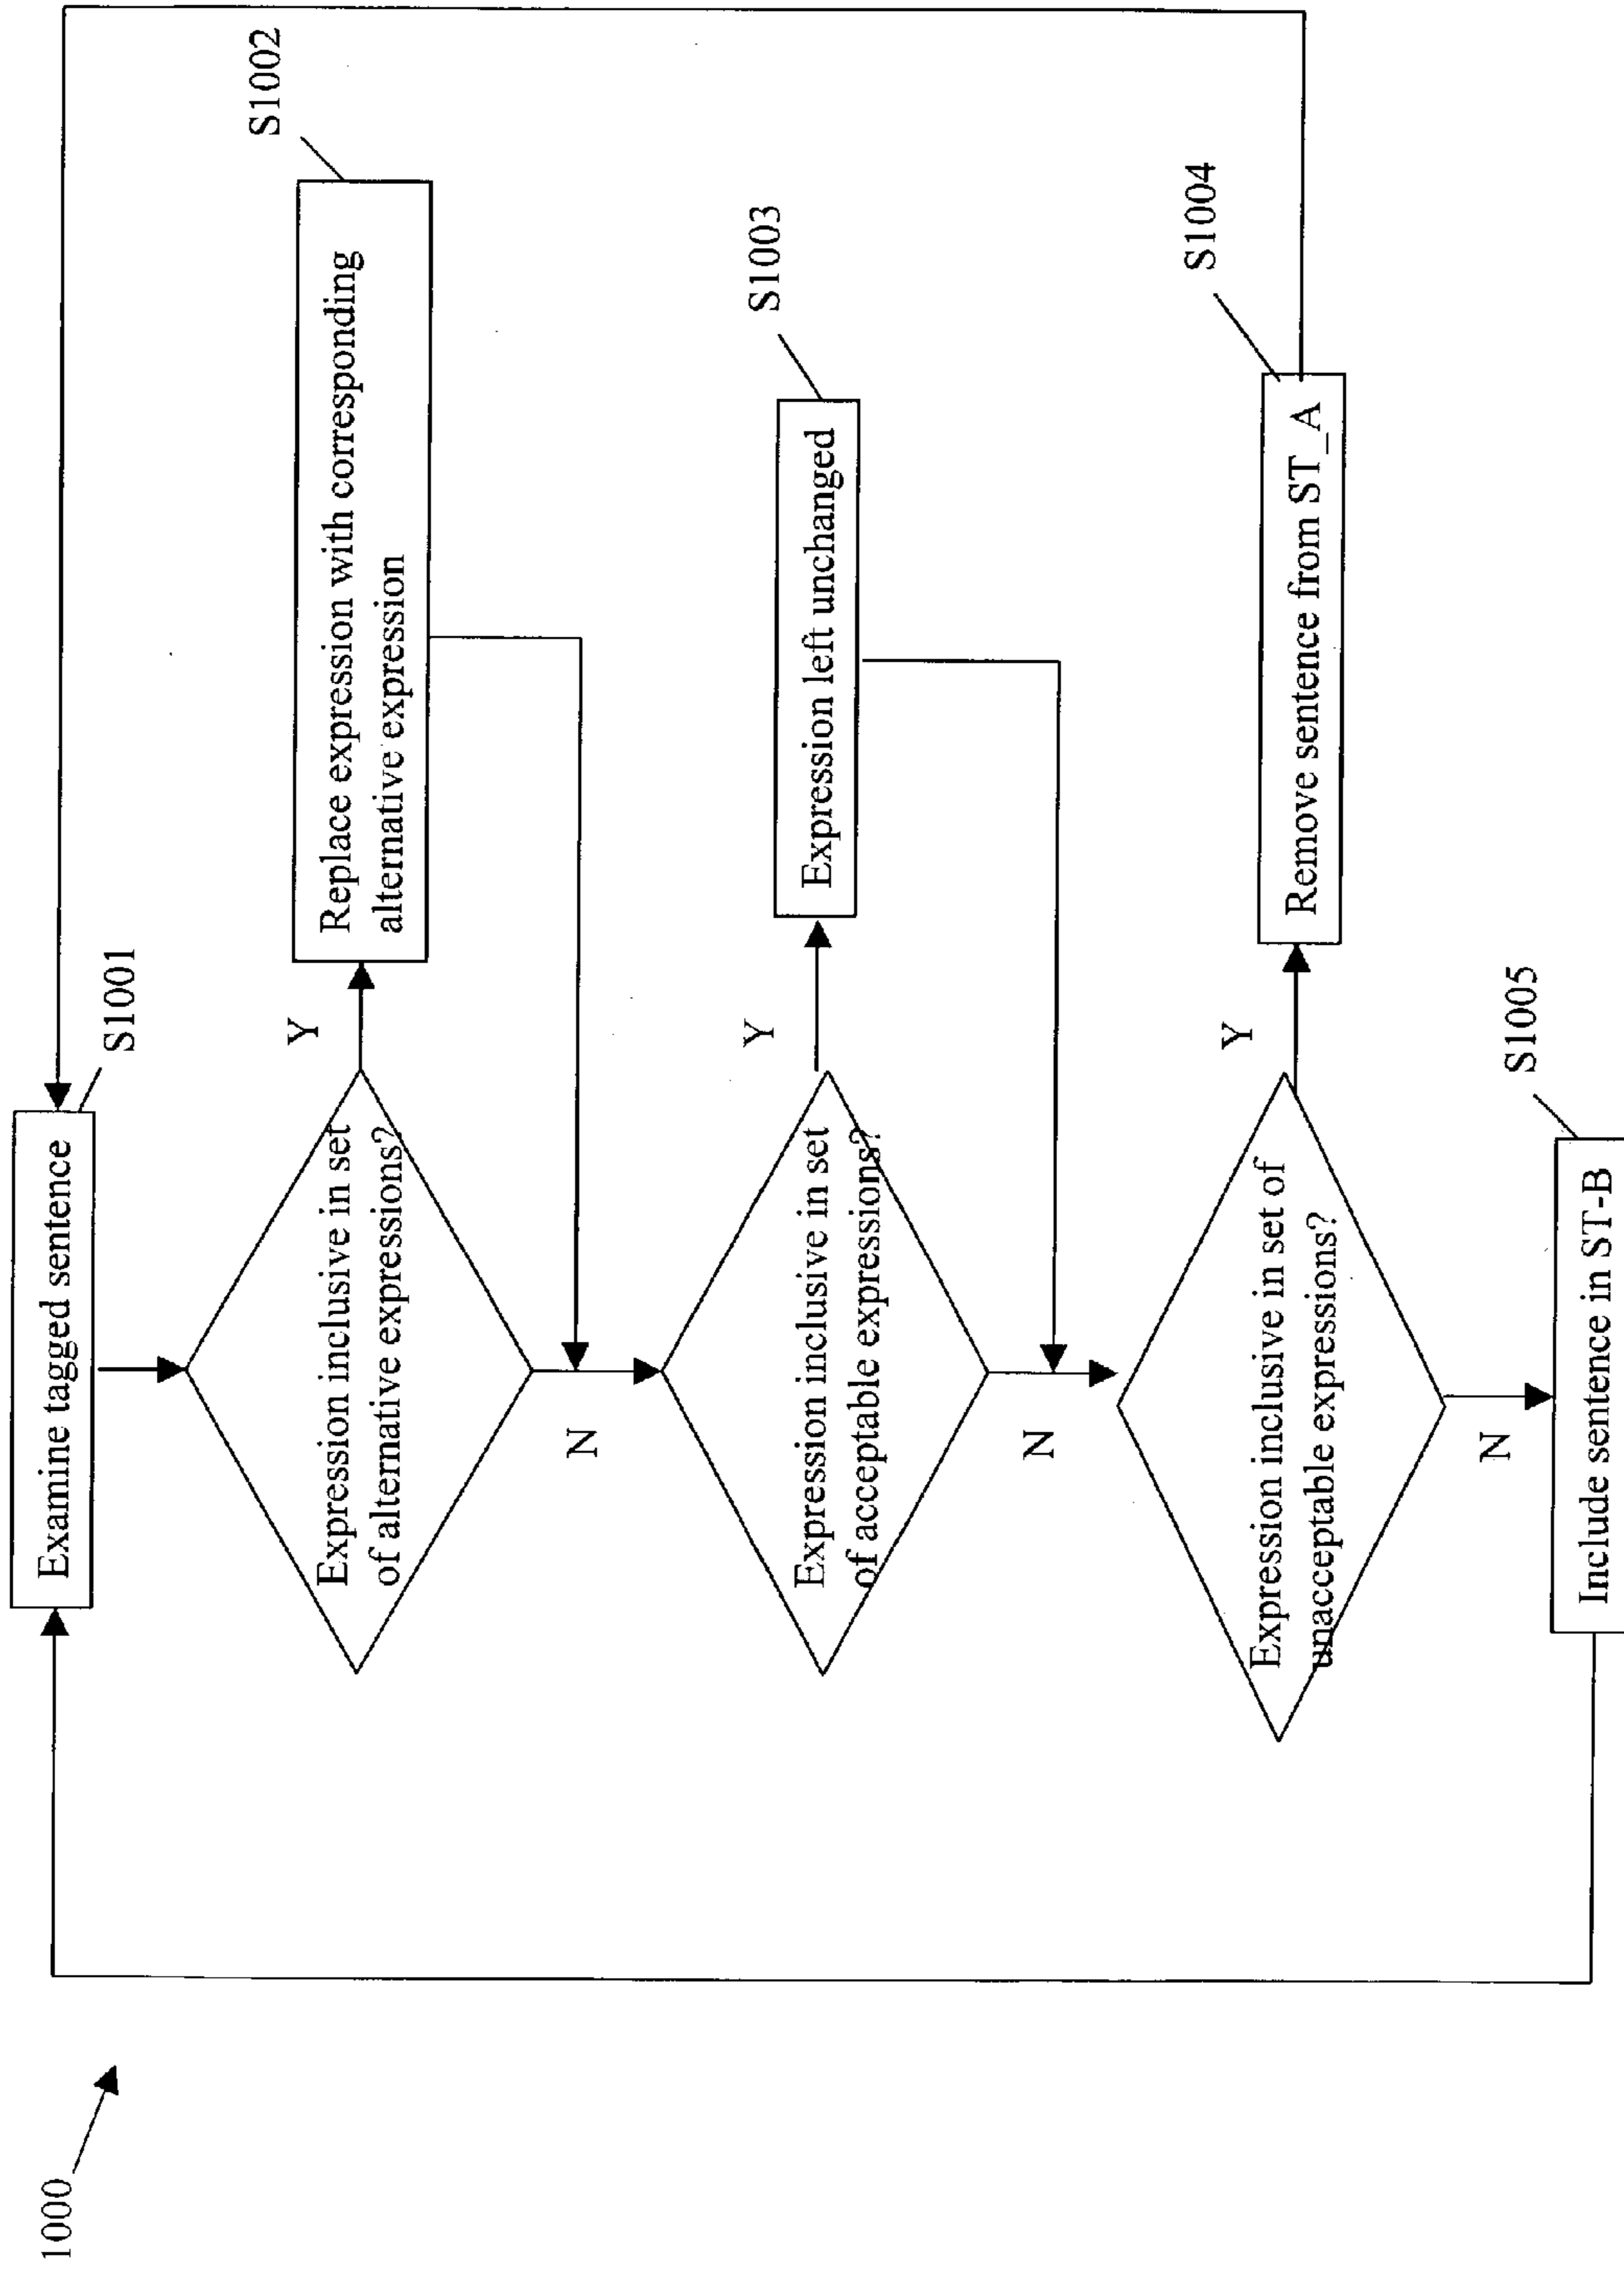 1000
Examine tagged sentence
S1001
Expression inclusive in set
of alternative expressions?
Y
N
Replace expression with corresponding
alternative expression
S1002
Expression inclusive in set
of acceptable expressions?
Y
N
Expression left unchanged
S1003
Expression inclusive in set of
unacceptable expressions?
Y
N
Remove sentence from ST_A
S1004
Include sentence in ST-B
S1005